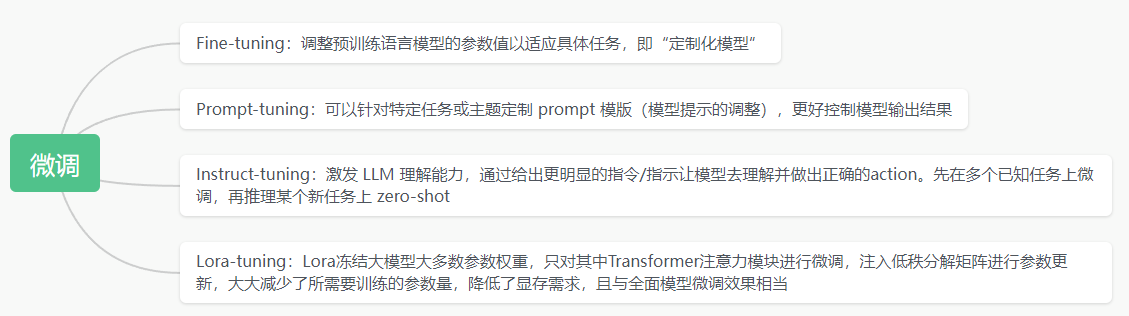 微调
Fine-tuning：调整预训练语言模型的参数值以适应具体任务，即“定制化模型”
Prompt-tuning：可以针对特定任务或主题定制 prompt 模版（模型提示的调整），更好控制模型输出结果
Instruct-tuning：激发 LLM 理解能力，通过给出更明显的指令/指示让模型去理解并做出正确的action。先在多个已知任务上微
调，再推理某个新任务上 zero-shot
Lora-tuning：Lora冻结大模型大多数参数权重，只对其中Transformer注意力模块进行微调，注入低秩分解矩阵进行参数更
新，大大减少了所需要训练的参数量，降低了显存需求，且与全面模型微调效果相当